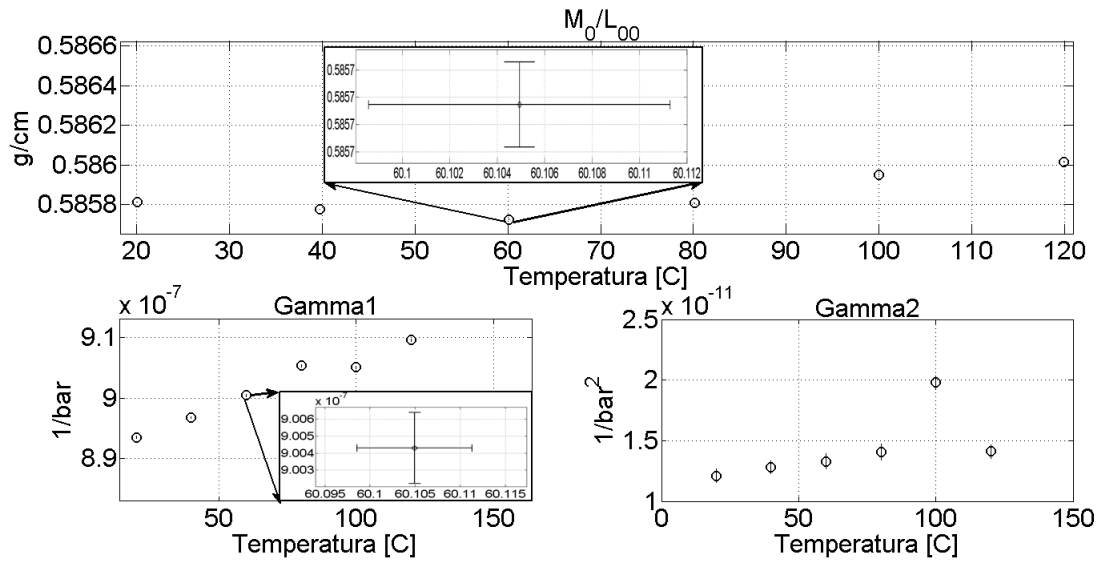 M0/L00
0.5866
0.5864
0.5862
0.586
0.5858
g/cm
0.5857
0.5857
0.5857
0.5857
60.1 60.102 60.104 60.106 60.108 60.11 60.112
20 30 40 50 60 70 80 90 100 110 120
Temperatura [C]
x 10-7
Gamma1
9.1
9
8.9
1/bar
x 10-7
9.006
9.005
9.004
9.003
60.095 60.1 60.105 60.11 60.115
50 100 150
Temperatura [C]
x 10-11
Gamma2
2.5
2
1.5
1
1/bar2
0 50 100 150
Temperatura [C]